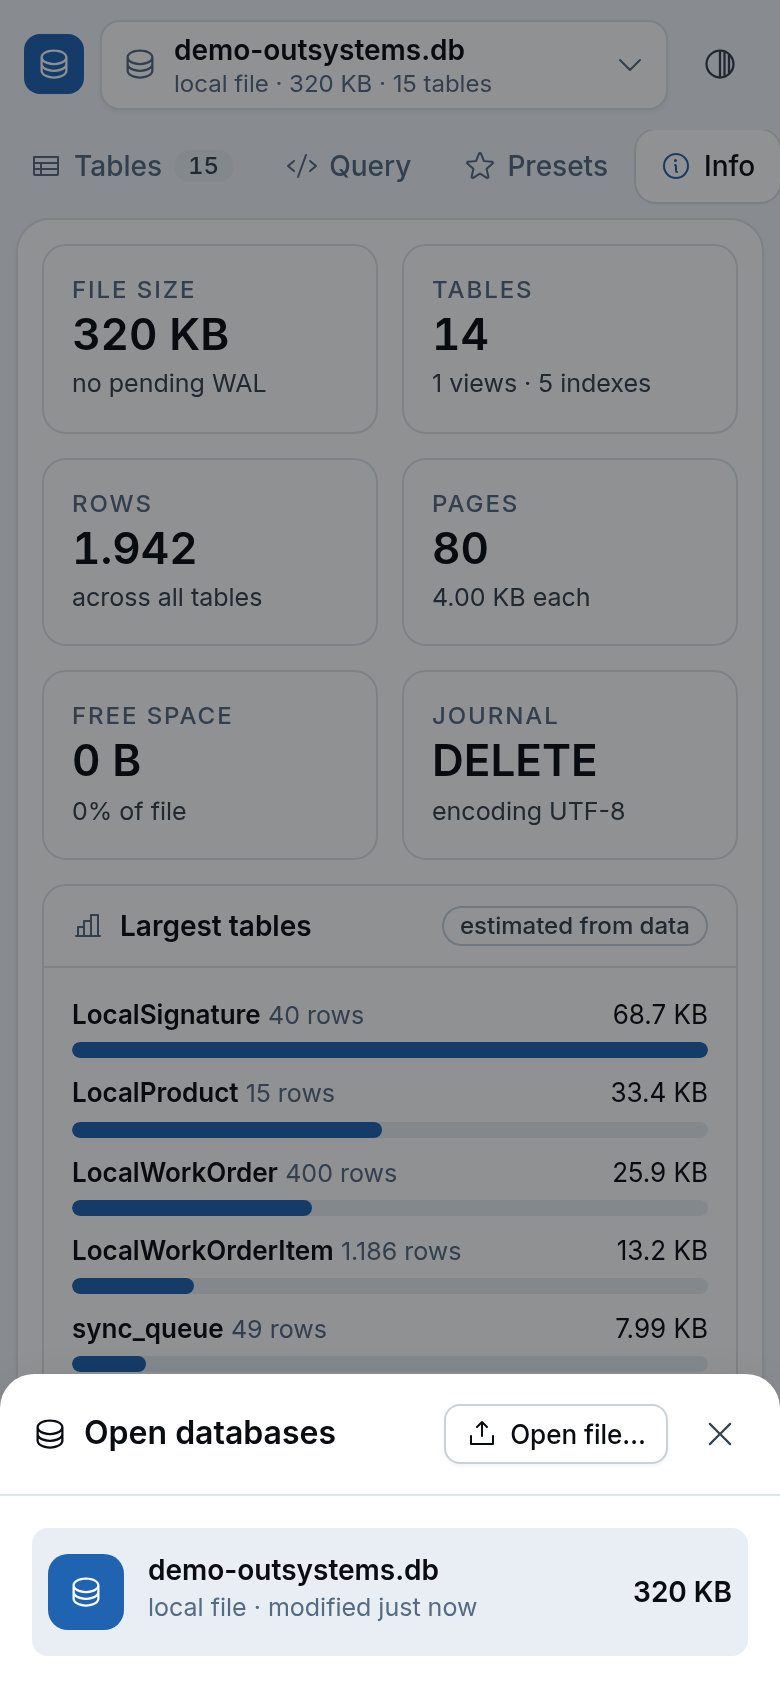 demo-outsystems.db
local file · 320 KB · 15 tables
Tables 15 Query Presets Info
FILE SIZE
320 KB
no pending WAL
TABLES
14
1 views · 5 indexes
ROWS
1.942
across all tables
PAGES
80
4.00 KB each
FREE SPACE
0 B
0% of file
JOURNAL
DELETE
encoding UTF-8
Largest tables estimated from data
LocalSignature 40 rows 68.7 KB
LocalProduct 15 rows 33.4 KB
LocalWorkOrder 400 rows 25.9 KB
LocalWorkOrderItem 1.186 rows 13.2 KB
sync_queue 49 rows 7.99 KB
Open databases Open file...
demo-outsystems.db
local file · modified just now
320 KB